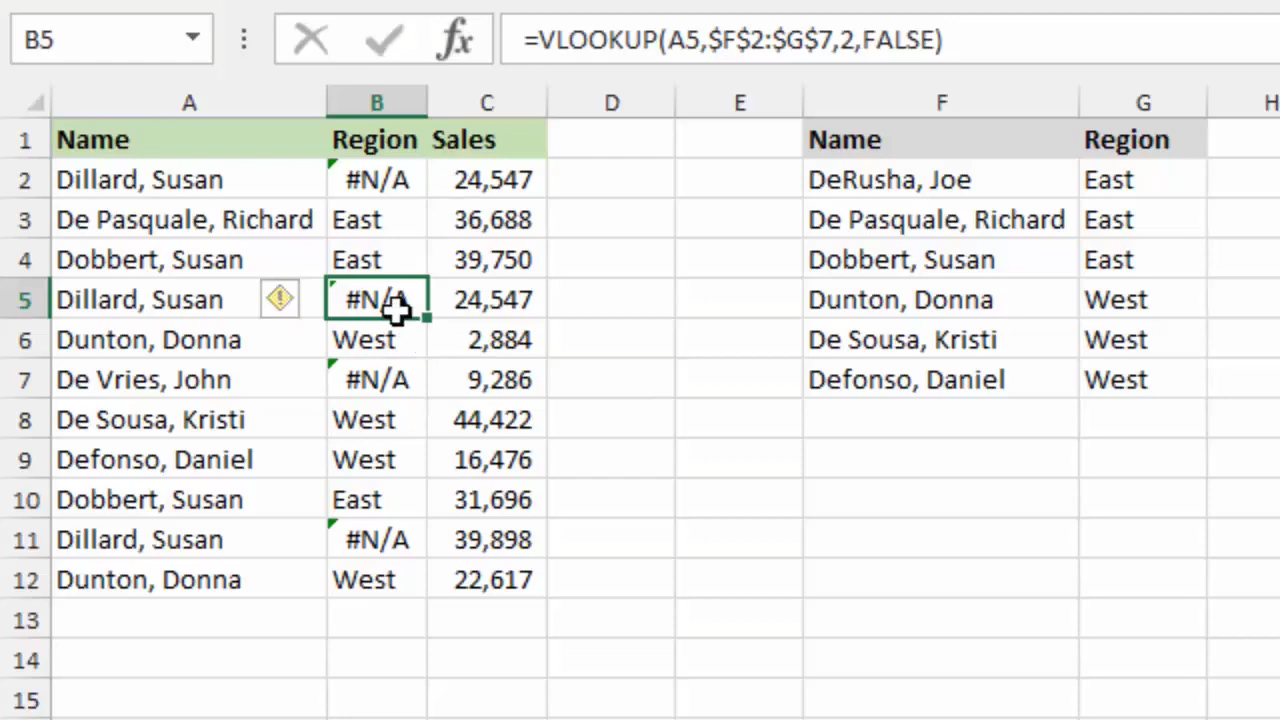 B5 fx =VLOOKUP(A5,$F$2:$G$7,2,FALSE)
A B C D E F G H
1 Name Region Sales Name Region
2 Dillard, Susan #N/A 24,547 DeRusha, Joe East
3 De Pasquale, Richard East 36,688 De Pasquale, Richard East
4 Dobbert, Susan East 39,750 Dobbert, Susan East
5 Dillard, Susan #N/A 24,547 Dunton, Donna West
6 Dunton, Donna West 2,884 De Sousa, Kristi West
7 De Vries, John #N/A 9,286 Defonso, Daniel West
8 De Sousa, Kristi West 44,422
9 Defonso, Daniel West 16,476
10 Dobbert, Susan East 31,696
11 Dillard, Susan #N/A 39,898
12 Dunton, Donna West 22,617
13
14
15